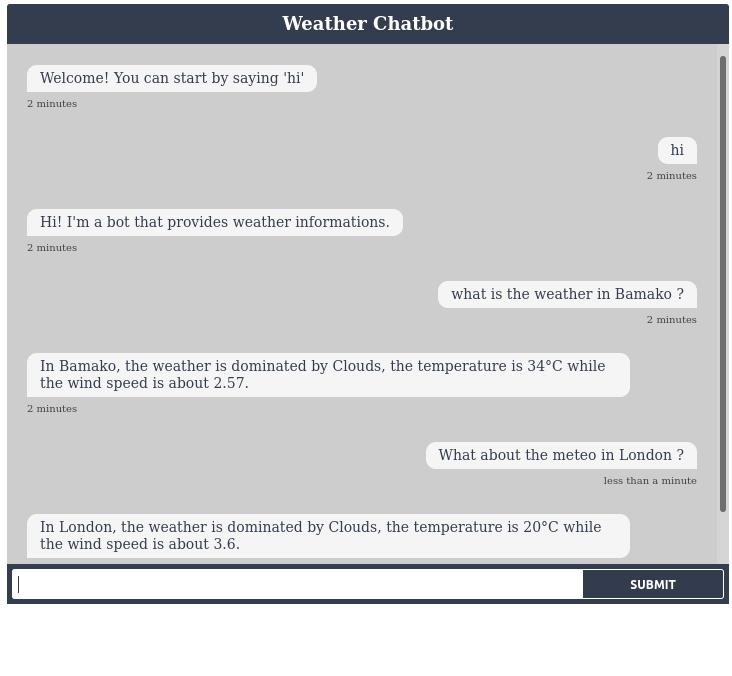 Weather Chatbot
Welcome! You can start by saying 'hi'
2 minutes
hi
2 minutes
Hi! I'm a bot that provides weather informations.
2 minutes
what is the weather in Bamako ?
2 minutes
In Bamako, the weather is dominated by Clouds, the temperature is 34°C while
the wind speed is about 2.57.
2 minutes
What about the meteo in London ?
less than a minute
In London, the weather is dominated by Clouds, the temperature is 20°C while
the wind speed is about 3.6.
SUBMIT